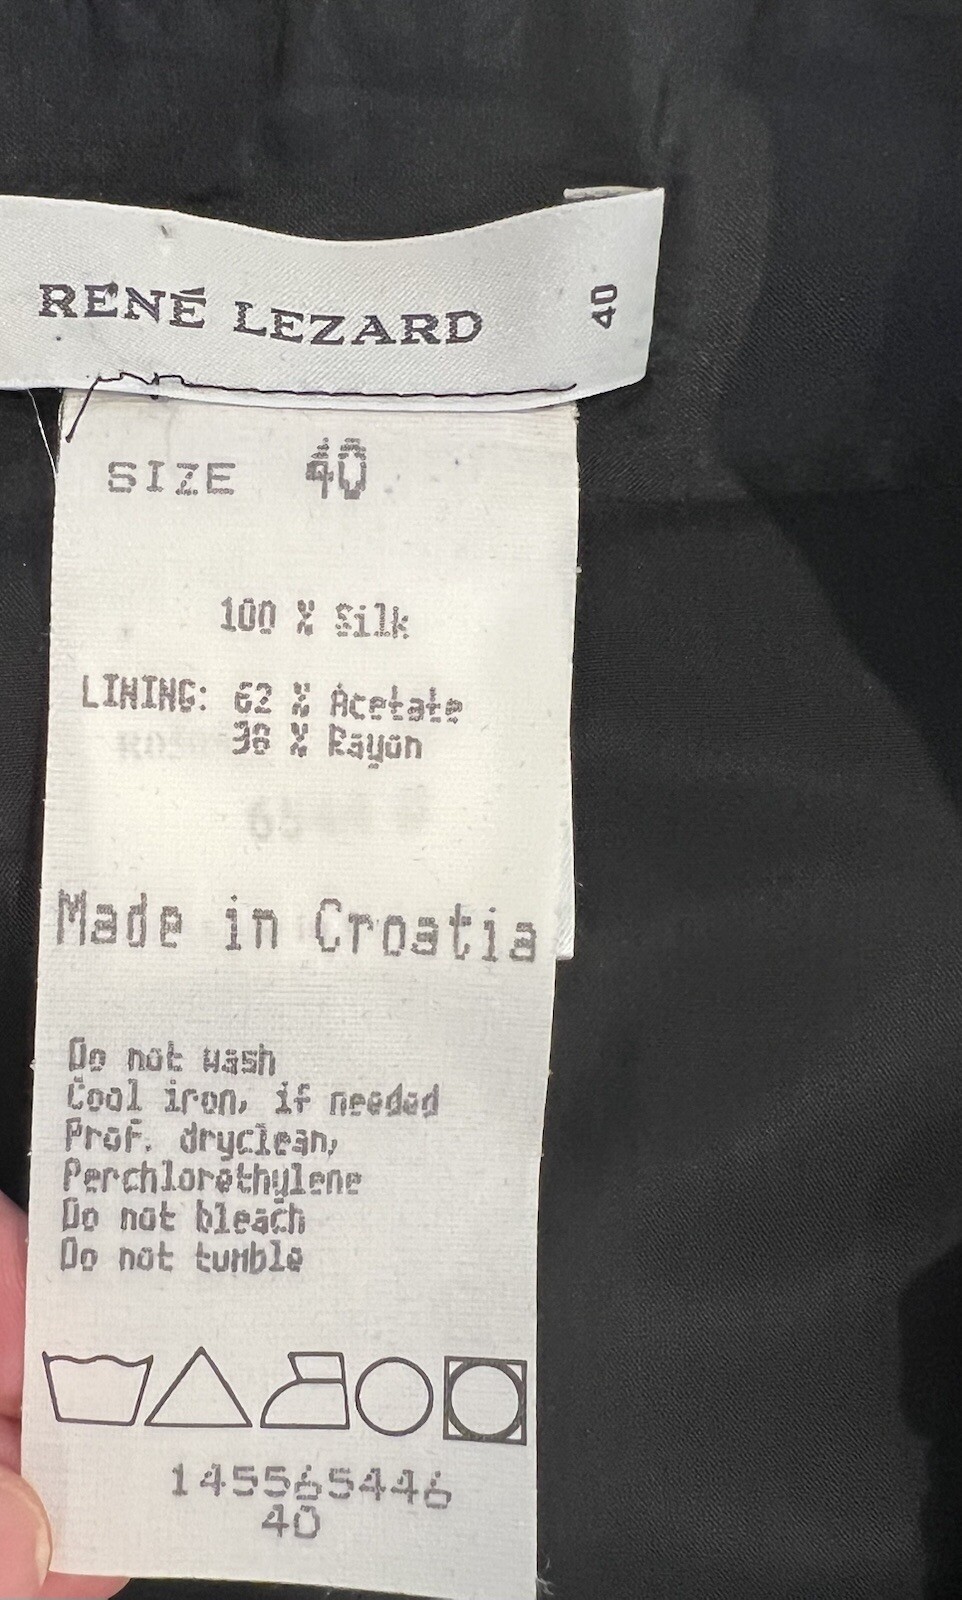 RENÉ LEZARD
40
SIZE 40
100 % Silk
LINING: 62 % Acetate
38 % Rayon
Made in Croatia
Do not wash
Cool iron, if needed
Prof. dryclean,
Perchlorethylene
Do not bleach
Do not tumble
145565446
40